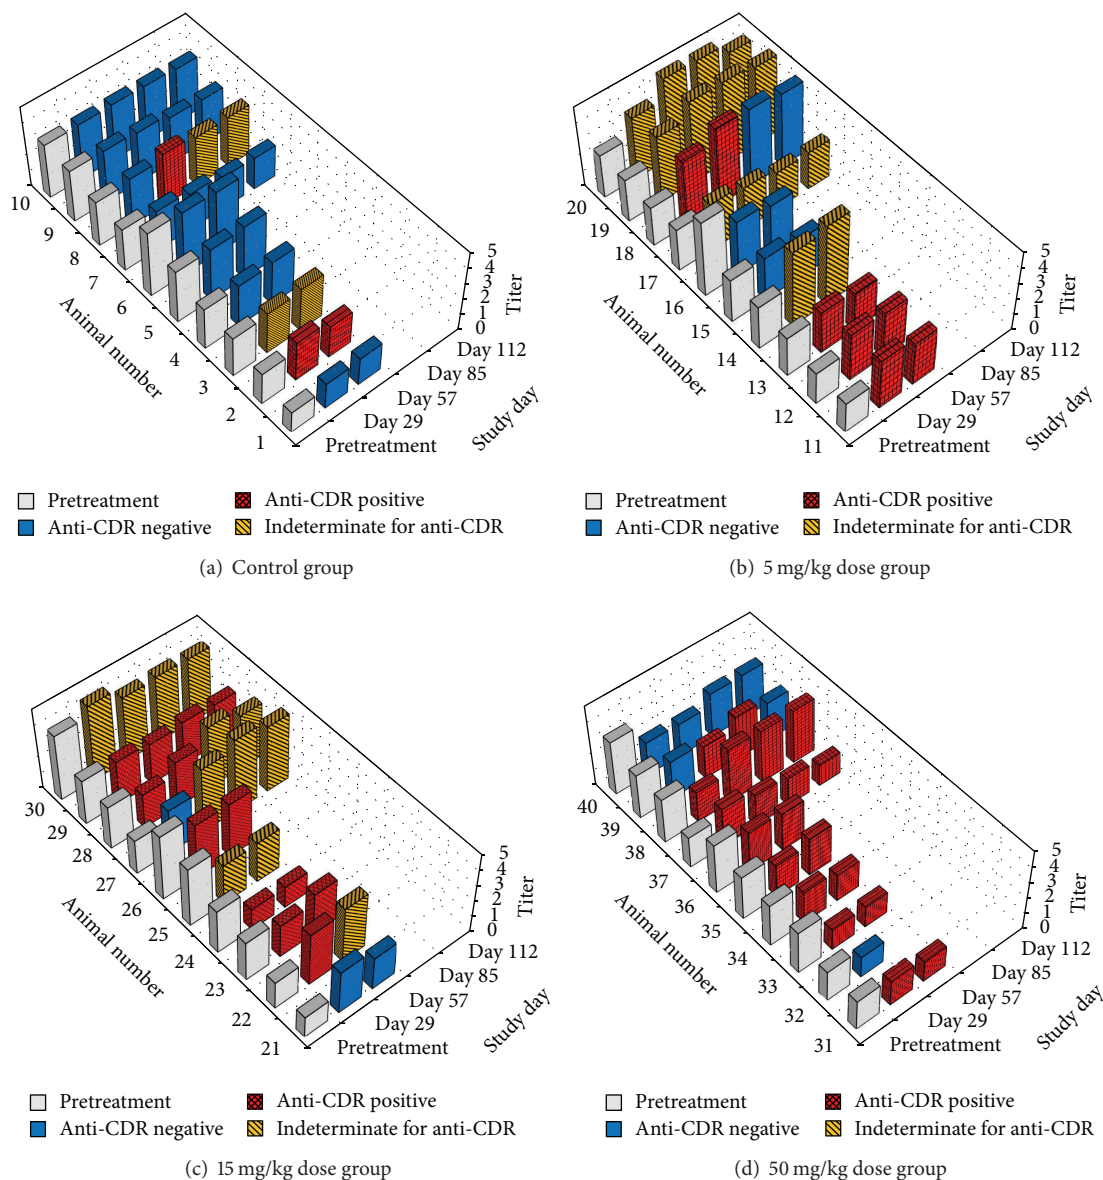 10
9
8
7
6
5
4
3
2
1
Animal number
5
4
3
2
1
0
Titer
Day 112
Day 85
Day 57
Day 29
Pretreatment
Study day
Pretreatment
Anti-CDR positive
Anti-CDR negative
Indeterminate for anti-CDR
(a) Control group
20
19
18
17
16
15
14
13
12
11
Animal number
5
4
3
2
1
0
Titer
Day 112
Day 85
Day 57
Day 29
Pretreatment
Study day
Pretreatment
Anti-CDR positive
Anti-CDR negative
Indeterminate for anti-CDR
(b) 5 mg/kg dose group
30
29
28
27
26
25
24
23
22
21
Animal number
5
4
3
2
1
0
Titer
Day 112
Day 85
Day 57
Day 29
Pretreatment
Study day
Pretreatment
Anti-CDR positive
Anti-CDR negative
Indeterminate for anti-CDR
(c) 15 mg/kg dose group
40
39
38
37
36
35
34
33
32
31
Animal number
5
4
3
2
1
0
Titer
Day 112
Day 85
Day 57
Day 29
Pretreatment
Study day
Pretreatment
Anti-CDR positive
Anti-CDR negative
Indeterminate for anti-CDR
(d) 50 mg/kg dose group